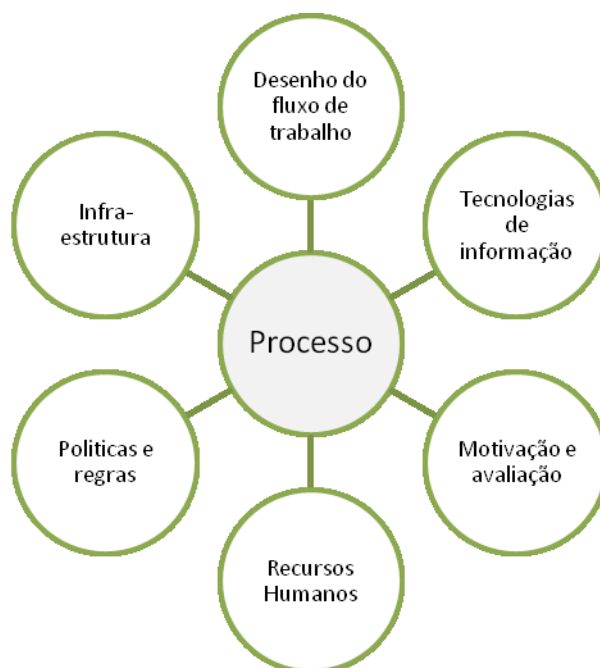 Desenho do
fluxo de
trabalho
Infra-
estrutura
Tecnologias
de
informação
Processo
Politicas e
regras
Motivação e
avaliação
Recursos
Humanos